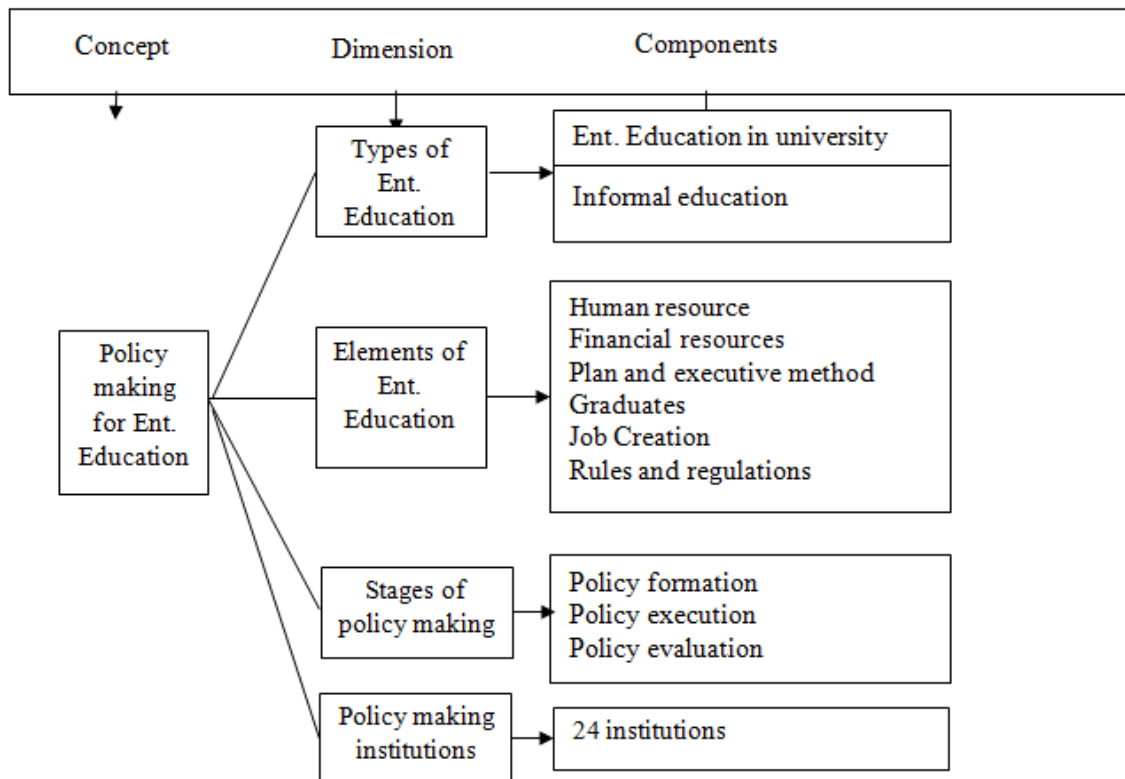 Concept
Dimension
Components
Types of
Ent.
Education
Ent. Education in university
Informal education
Policy
making
for Ent.
Education
Elements of
Ent.
Education
Human resource
Financial resources
Plan and executive method
Graduates
Job Creation
Rules and regulations
Stages of
policy making
Policy formation
Policy execution
Policy evaluation
Policy making
institutions
24 institutions